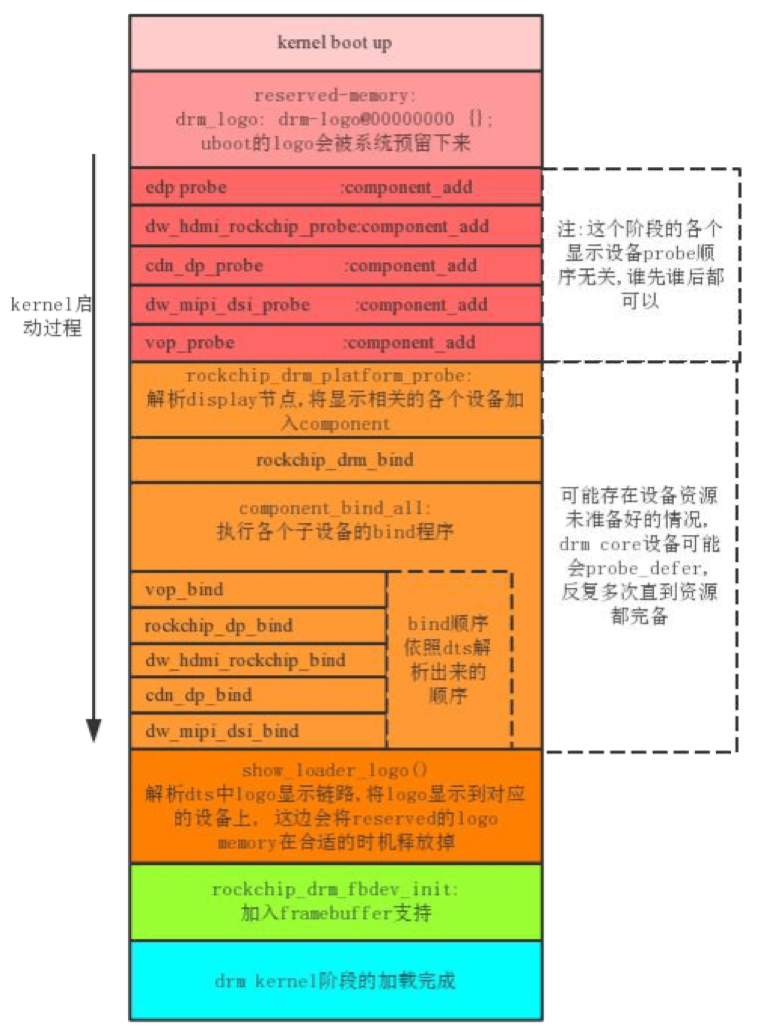 kernel boot up
reserved-memory:
drm_logo: drm-logo@00000000 {};
uboot的logo会被系统预留下来
edp probe :component_add
dw_hdmi_rockchip_probe:component_add
cdn_dp_probe :component_add
dw_mipi_dsi_probe :component_add
vop_probe :component_add
注:这个阶段的各个
显示设备probe顺
序无关,谁先谁后都
可以
kernel启
动过程
rockchip_drm_platform_probe:
解析display节点,将显示相关的各个设备加
入component
rockchip_drm_bind
component_bind_all:
执行各个子设备的bind程序
vop_bind
rockchip_dp_bind
dw_hdmi_rockchip_bind
cdn_dp_bind
dw_mipi_dsi_bind
bind顺序
依照dts解
析出来的
顺序
可能存在设备资源
未准备好的情况,
drm core设备可能
会probe_defer,
反复多次直到资源
都完备
show_loader_logo()
解析dts中logo显示链路,将logo显示到对应
的设备上, 这边会将reserved的logo
memory在合适的时机释放掉
rockchip_drm_fbdev_init:
加入framebuffer支持
drm kernel阶段的加载完成